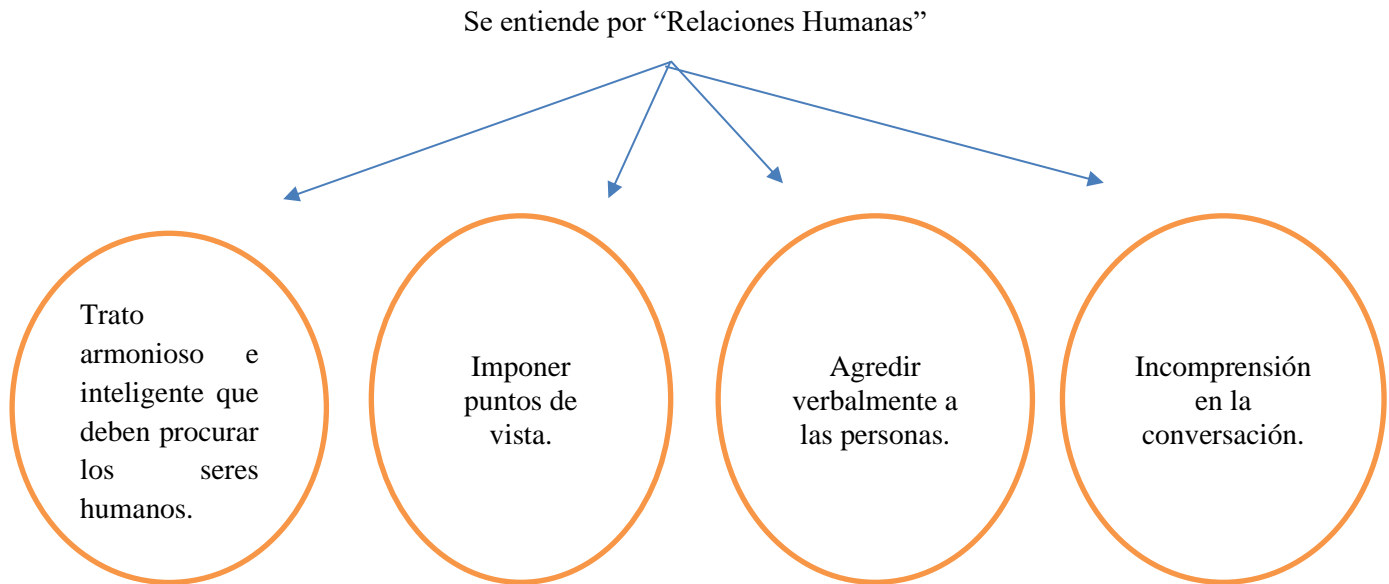 Se entiende por “Relaciones Humanas”
Trato
armonioso e
inteligente que
deben procurar
los seres
humanos.
Imponer
puntos de
vista.
Agredir
verbalmente a
las personas.
Incomprensión
en la
conversación.